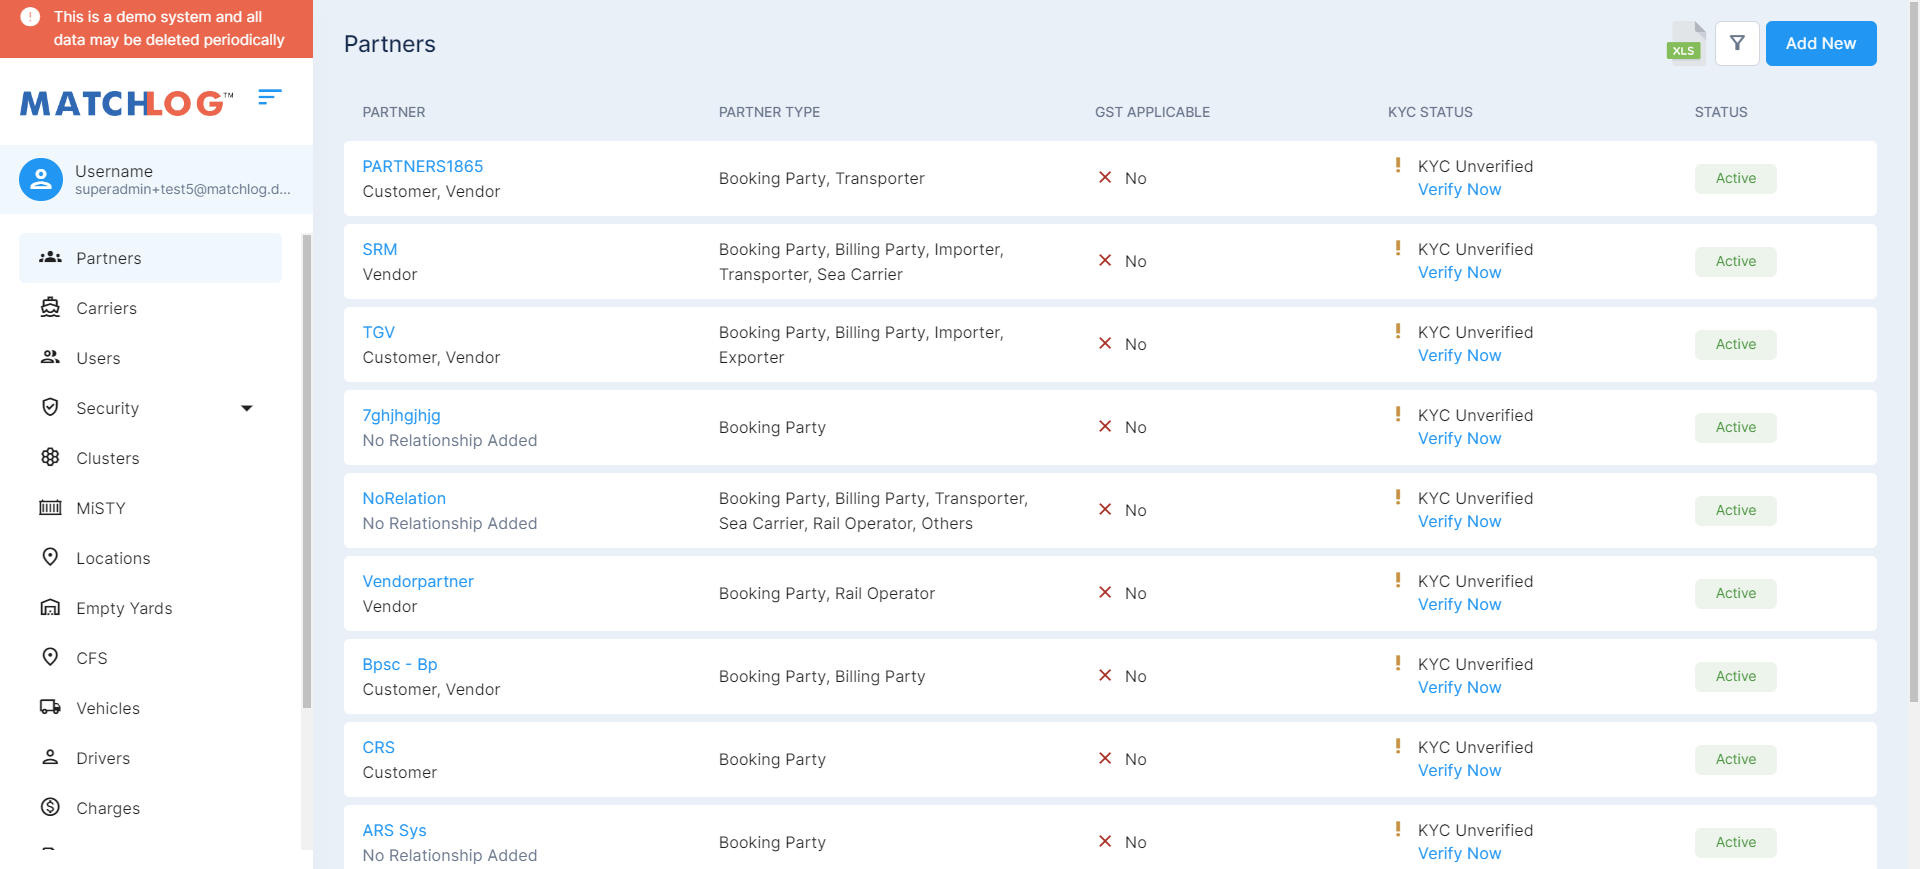 This is a demo system and all
data may be deleted periodically
MATCHLOG™
Username
superadmin+test5@matchlog.d...
Partners
Carriers
Users
Security
Clusters
MiSTY
Locations
Empty Yards
CFS
Vehicles
Drivers
Charges
Partners
XLS
Add New
PARTNER PARTNER TYPE GST APPLICABLE KYC STATUS STATUS
PARTNERS1865
Customer, Vendor
Booking Party, Transporter
No
KYC Unverified
Verify Now
Active
SRM
Vendor
Booking Party, Billing Party, Importer,
Transporter, Sea Carrier
No
KYC Unverified
Verify Now
Active
TGV
Customer, Vendor
Booking Party, Billing Party, Importer,
Exporter
No
KYC Unverified
Verify Now
Active
7ghjhgjhjg
No Relationship Added
Booking Party
No
KYC Unverified
Verify Now
Active
NoRelation
No Relationship Added
Booking Party, Billing Party, Transporter,
Sea Carrier, Rail Operator, Others
No
KYC Unverified
Verify Now
Active
Vendorpartner
Vendor
Booking Party, Rail Operator
No
KYC Unverified
Verify Now
Active
Bpsc - Bp
Customer, Vendor
Booking Party, Billing Party
No
KYC Unverified
Verify Now
Active
CRS
Customer
Booking Party
No
KYC Unverified
Verify Now
Active
ARS Sys
No Relationship Added
Booking Party
No
KYC Unverified
Verify Now
Active